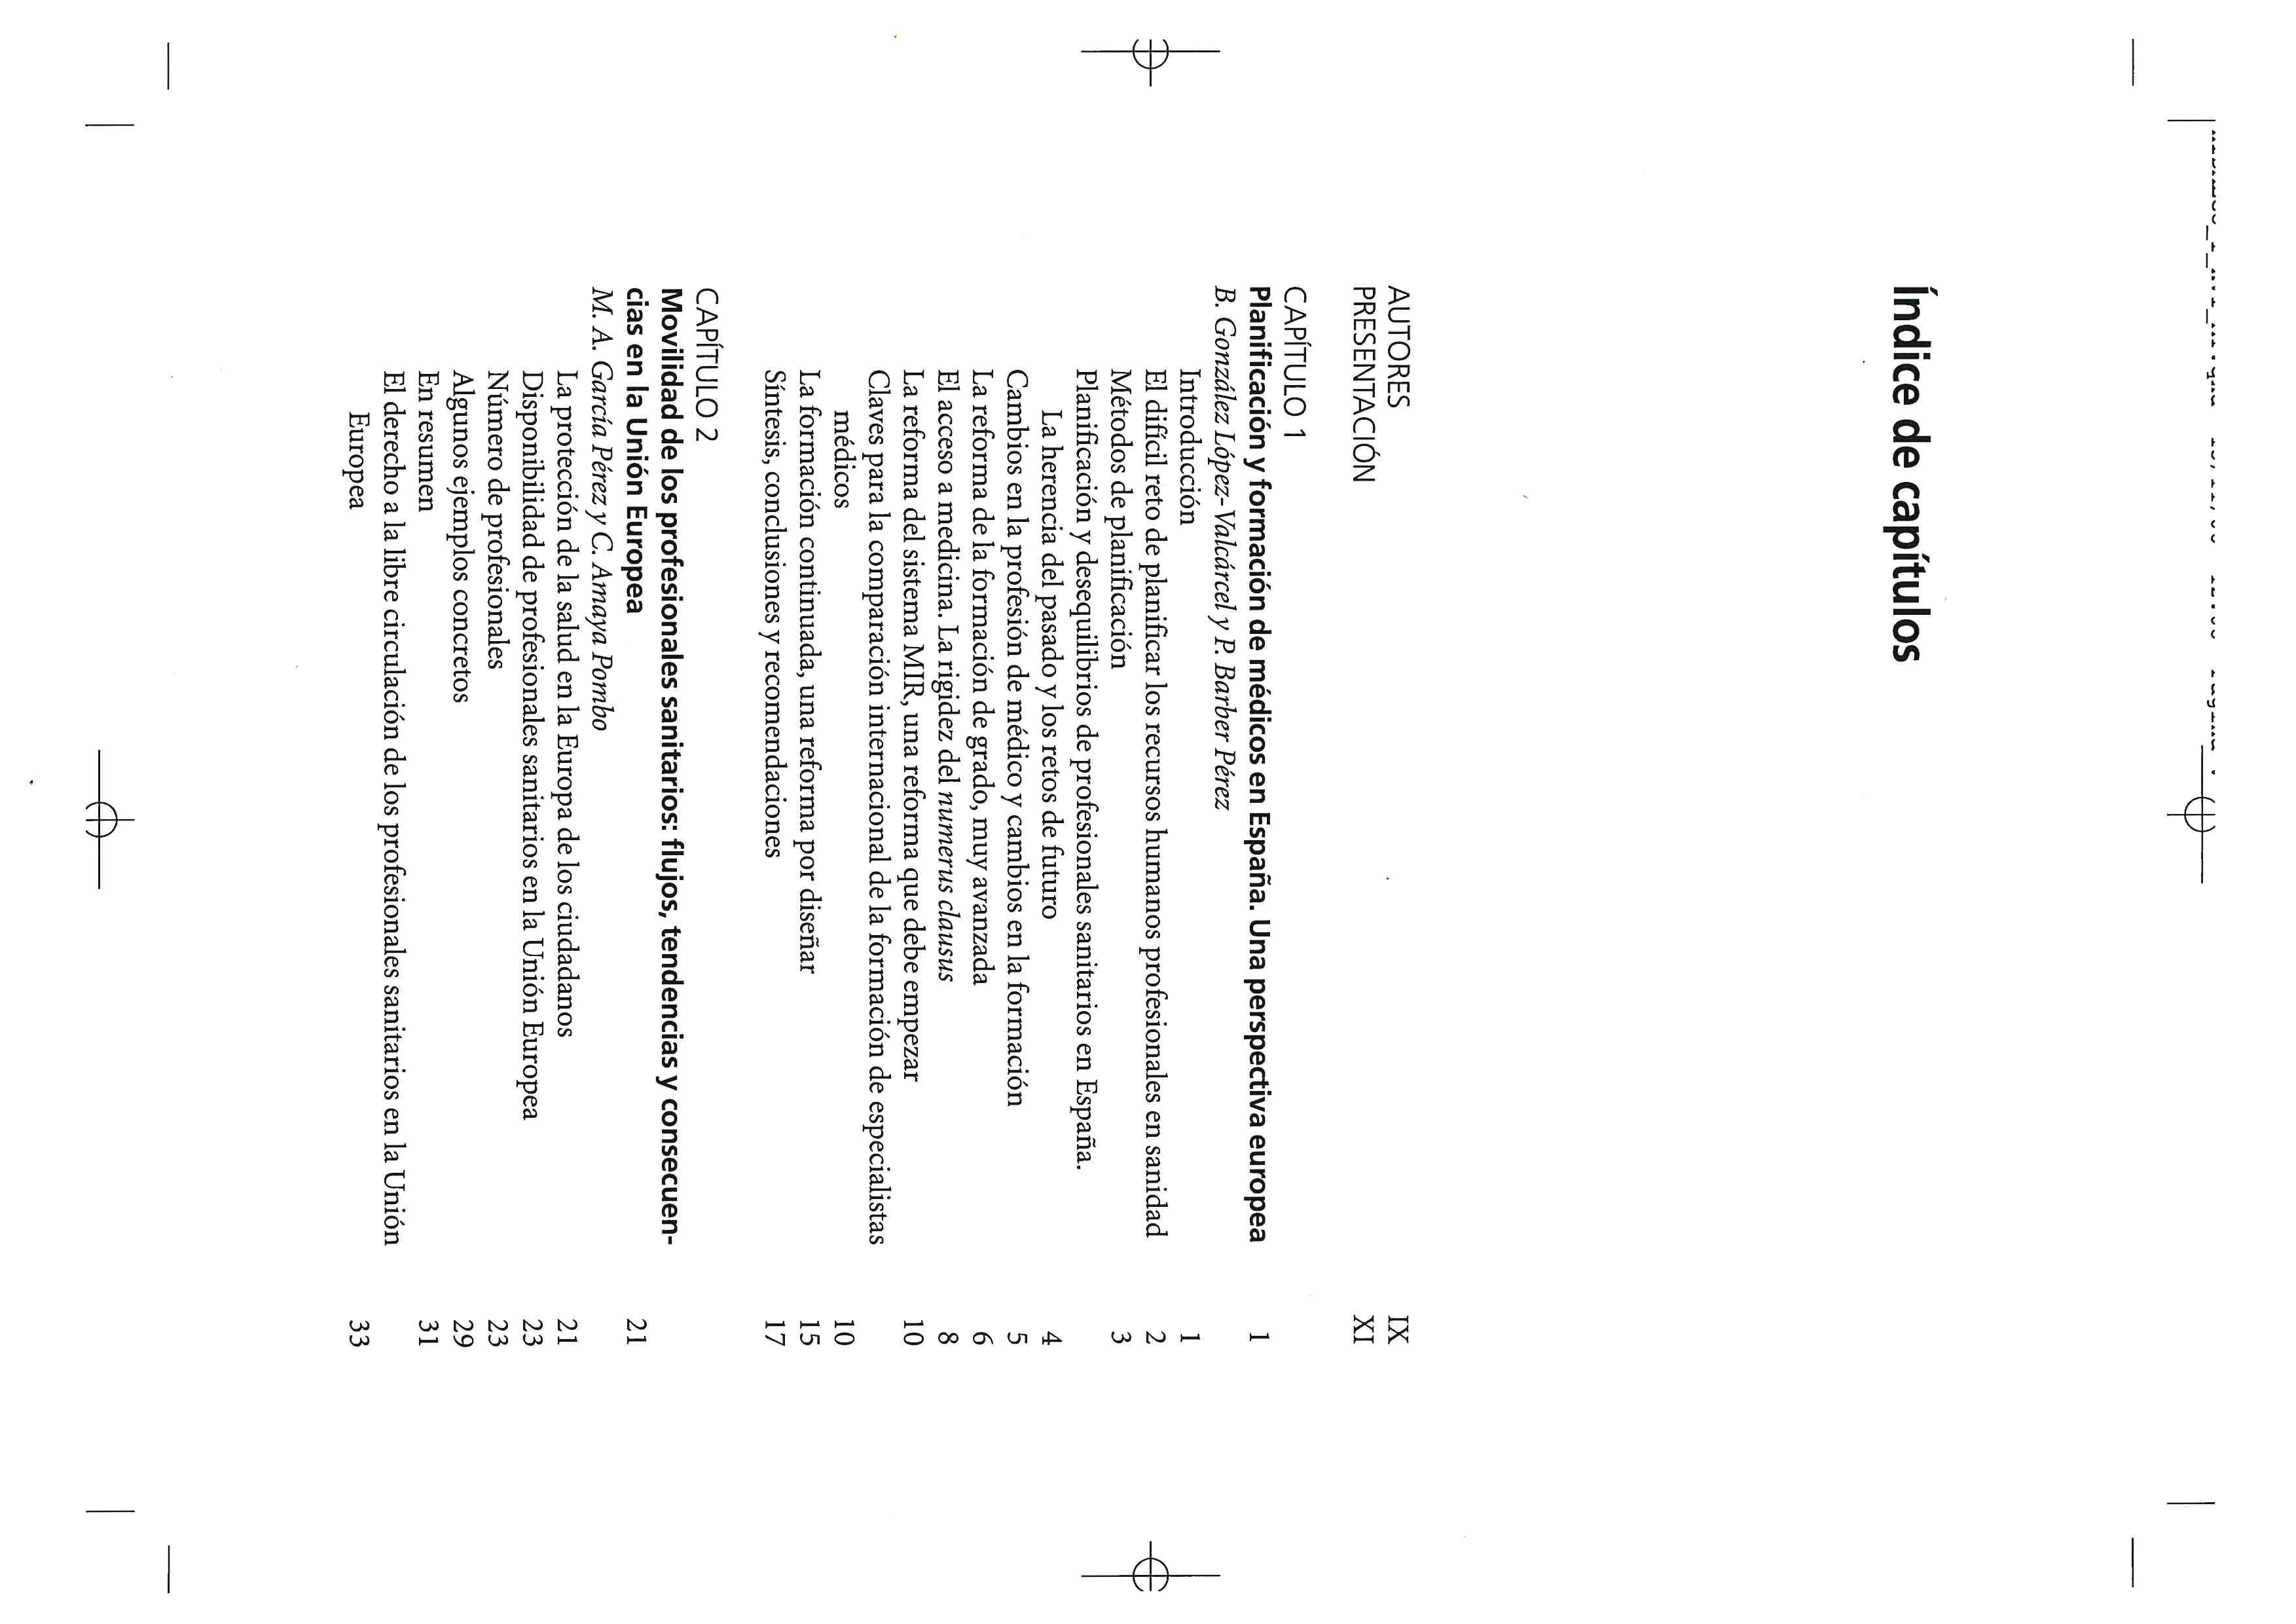 Índice de capítulos
AUTORES IX
PRESENTACIÓN XI
CAPÍTULO 1
Planificación y formación de médicos en España. Una perspectiva europea 1
B. González López-Valcárcel y P. Barber Pérez
Introducción 1
El difícil reto de planificar los recursos humanos profesionales en sanidad 2
Métodos de planificación 3
Planificación y desequilibrios de profesionales sanitarios en España.
La herencia del pasado y los retos de futuro 4
Cambios en la profesión de médico y cambios en la formación 5
La reforma de la formación de grado, muy avanzada 6
El acceso a medicina. La rigidez del numerus clausus 8
La reforma del sistema MIR, una reforma que debe empezar 10
Claves para la comparación internacional de la formación de especialistas
médicos 10
La formación continuada, una reforma por diseñar 15
Síntesis, conclusiones y recomendaciones 17
CAPÍTULO 2
Movilidad de los profesionales sanitarios: flujos, tendencias y consecuen-
cias en la Unión Europea 21
M. A. García Pérez y C. Amaya Pombo
La protección de la salud en la Europa de los ciudadanos 21
Disponibilidad de profesionales sanitarios en la Unión Europea 23
Número de profesionales 23
Algunos ejemplos concretos 29
En resumen 31
El derecho a la libre circulación de los profesionales sanitarios en la Unión
Europea 33